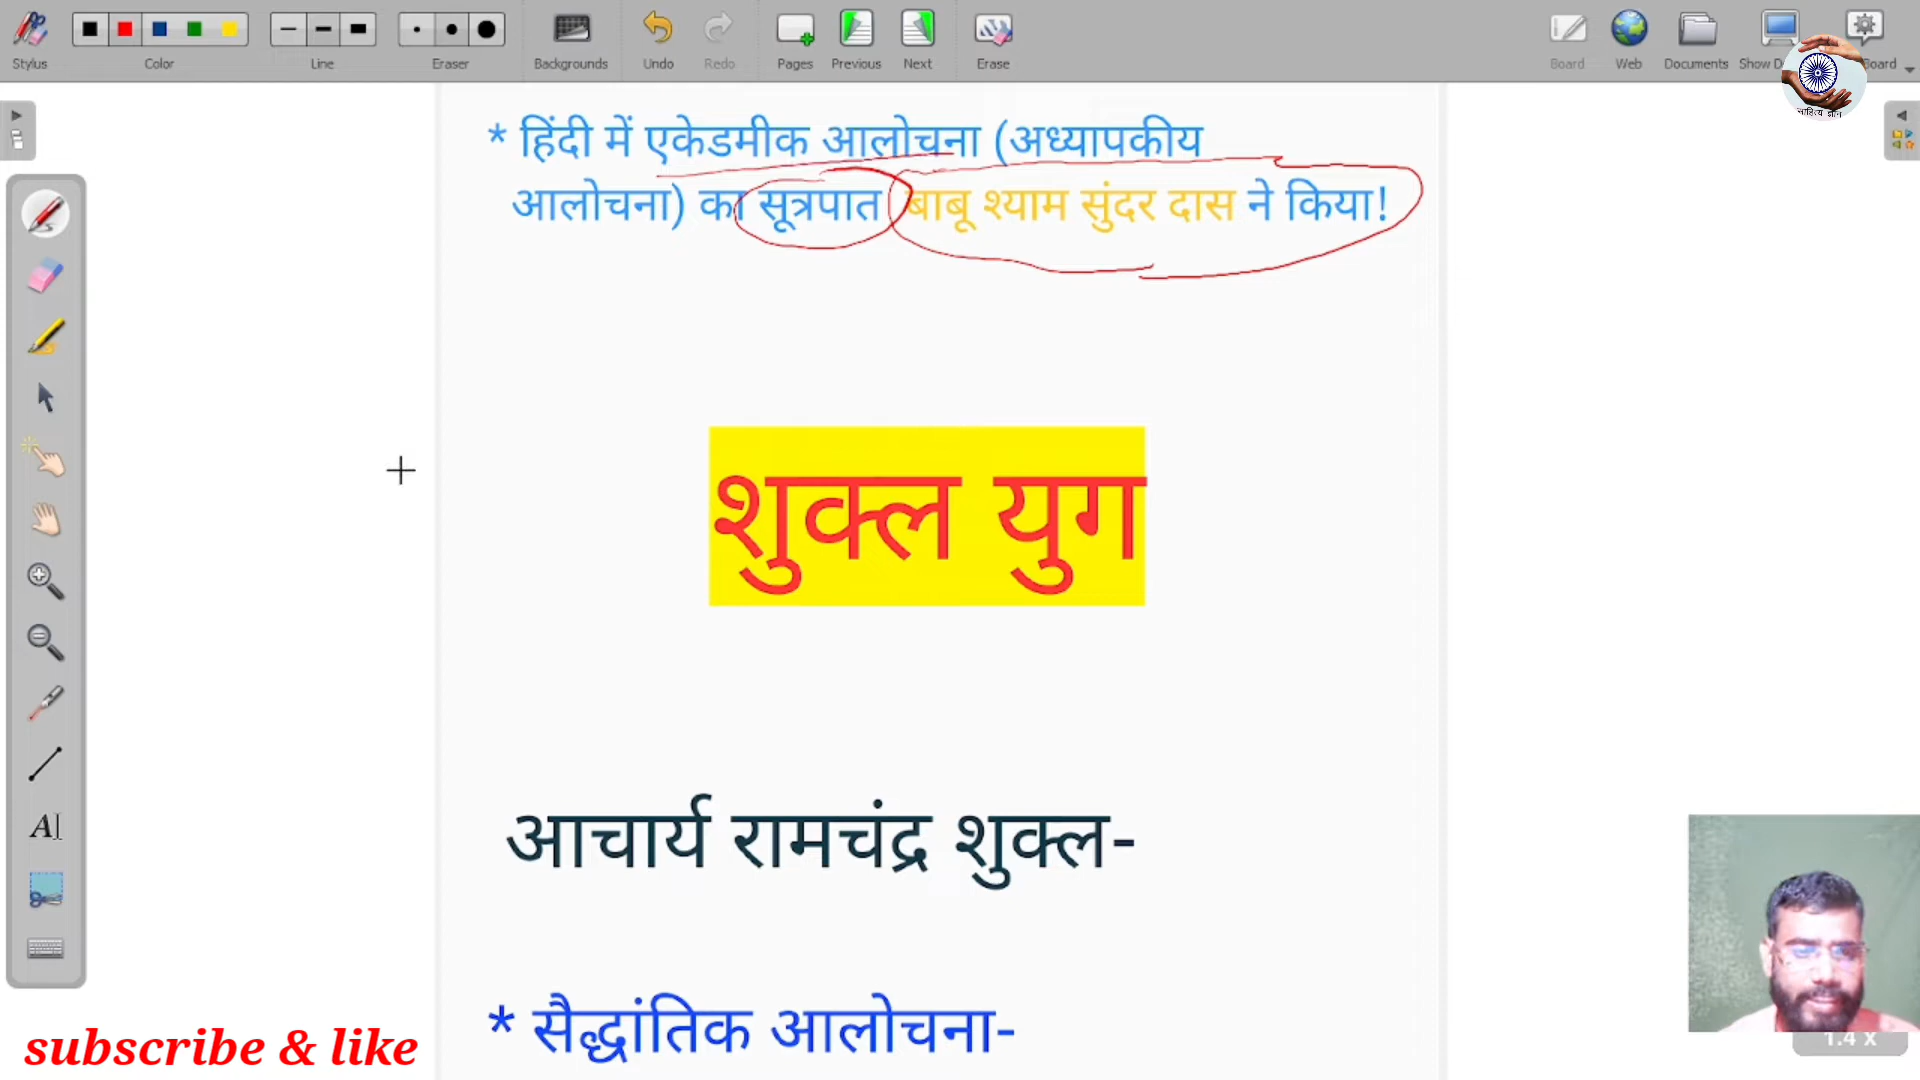 Stylus Color Line Eraser Backgrounds Undo Redo Pages Previous Next Erase Board Web Documents Board
* हिंदी में एकेडमीक आलोचना (अध्यापकीय
आलोचना) का सूत्रपात बाबू श्याम सुंदर दास ने किया!
शुक्ल युग
आचार्य रामचंद्र शुक्ल-
* सैद्धांतिक आलोचना-
subscribe & like
1.4 x